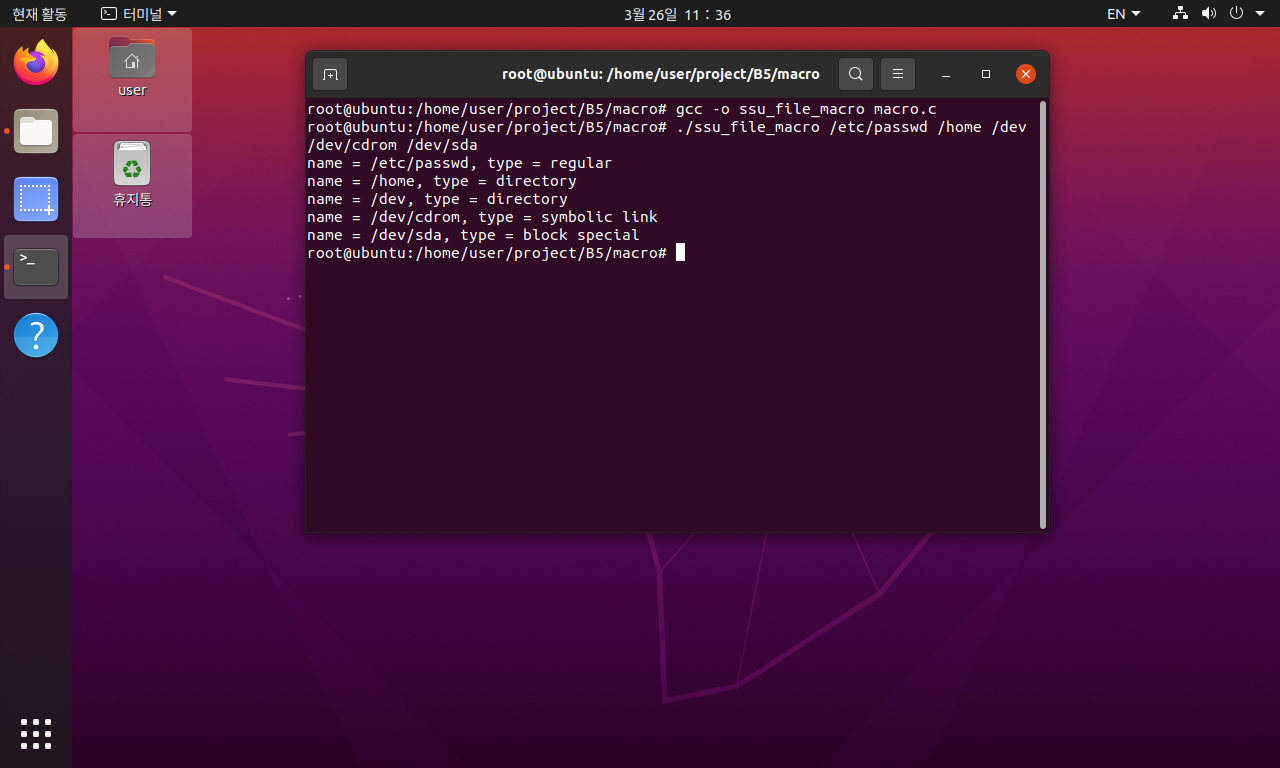 현재 활동
터미널
3월 26일 11 : 36
EN
user
휴지통
root@ubuntu: /home/user/project/B5/macro
root@ubuntu:/home/user/project/B5/macro# gcc -o ssu_file_macro macro.c
root@ubuntu:/home/user/project/B5/macro# ./ssu_file_macro /etc/passwd /home /dev
/dev/cdrom /dev/sda
name = /etc/passwd, type = regular
name = /home, type = directory
name = /dev, type = directory
name = /dev/cdrom, type = symbolic link
name = /dev/sda, type = block special
root@ubuntu:/home/user/project/B5/macro#